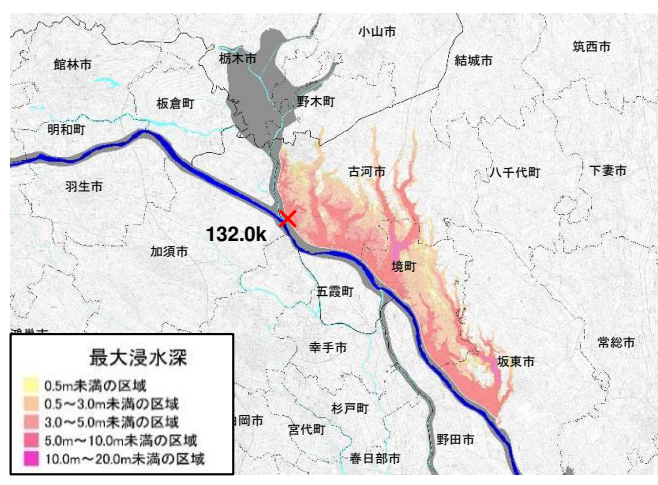 小山市
館林市
栃木市
結城市
筑西市
板倉町
野木町
明和町
古河市
八千代町
下妻市
羽生市
132.0k
加須市
境町
五霞町
幸手市
坂東市
常総市
杉戸町
宮代町
野田市
春日部市
最大浸水深
0.5m未満の区域
0.5～3.0m未満の区域
3.0～5.0m未満の区域
5.0m～10.0m未満の区域
10.0m～20.0m未満の区域